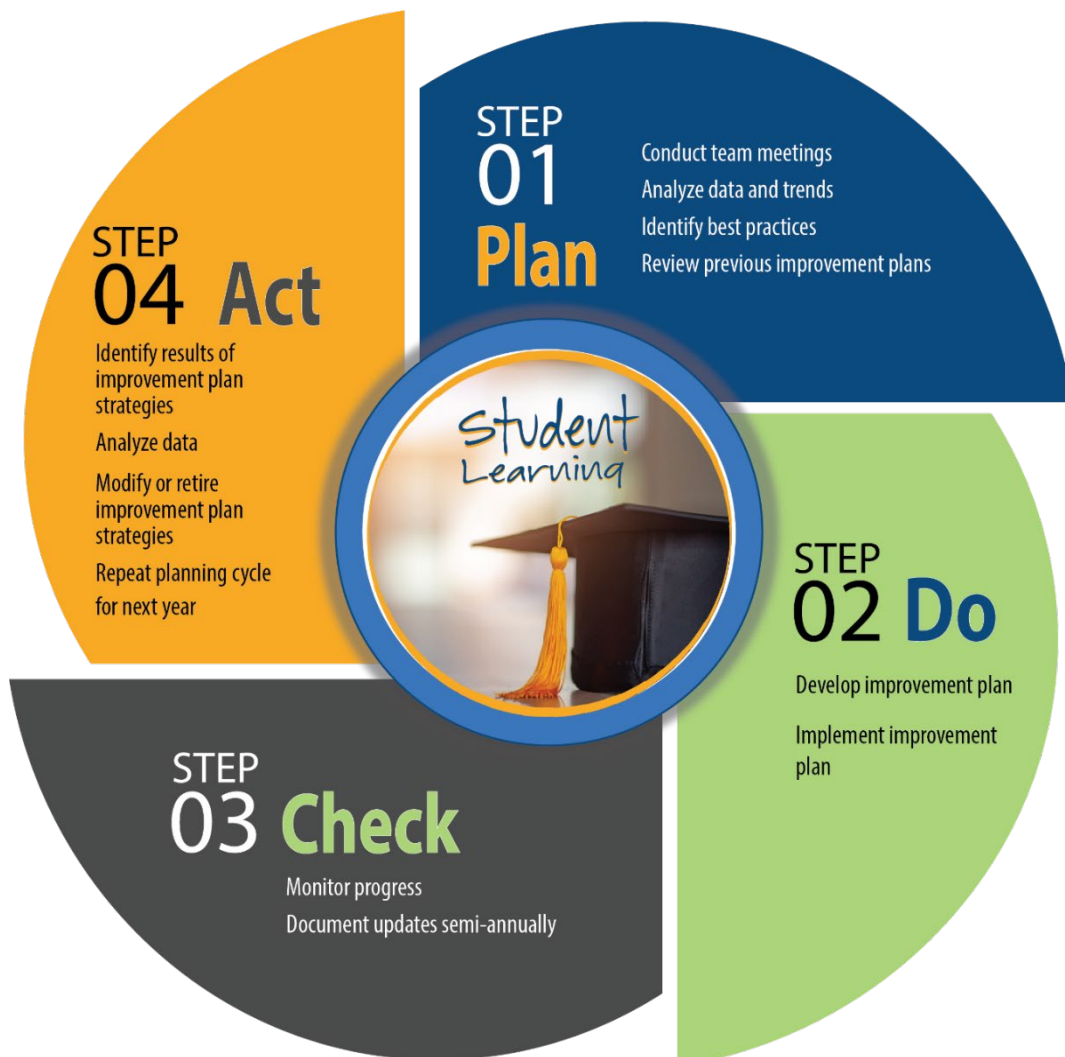 STEP
01
Plan
Conduct team meetings
Analyze data and trends
Identify best practices
Review previous improvement plans
STEP
02 Do
Develop improvement plan
Implement improvement
plan
STEP
03 Check
Monitor progress
Document updates semi-annually
STEP
04 Act
Identify results of
improvement plan
strategies
Analyze data
Modify or retire
improvement plan
strategies
Repeat planning cycle
for next year
Student
Learning